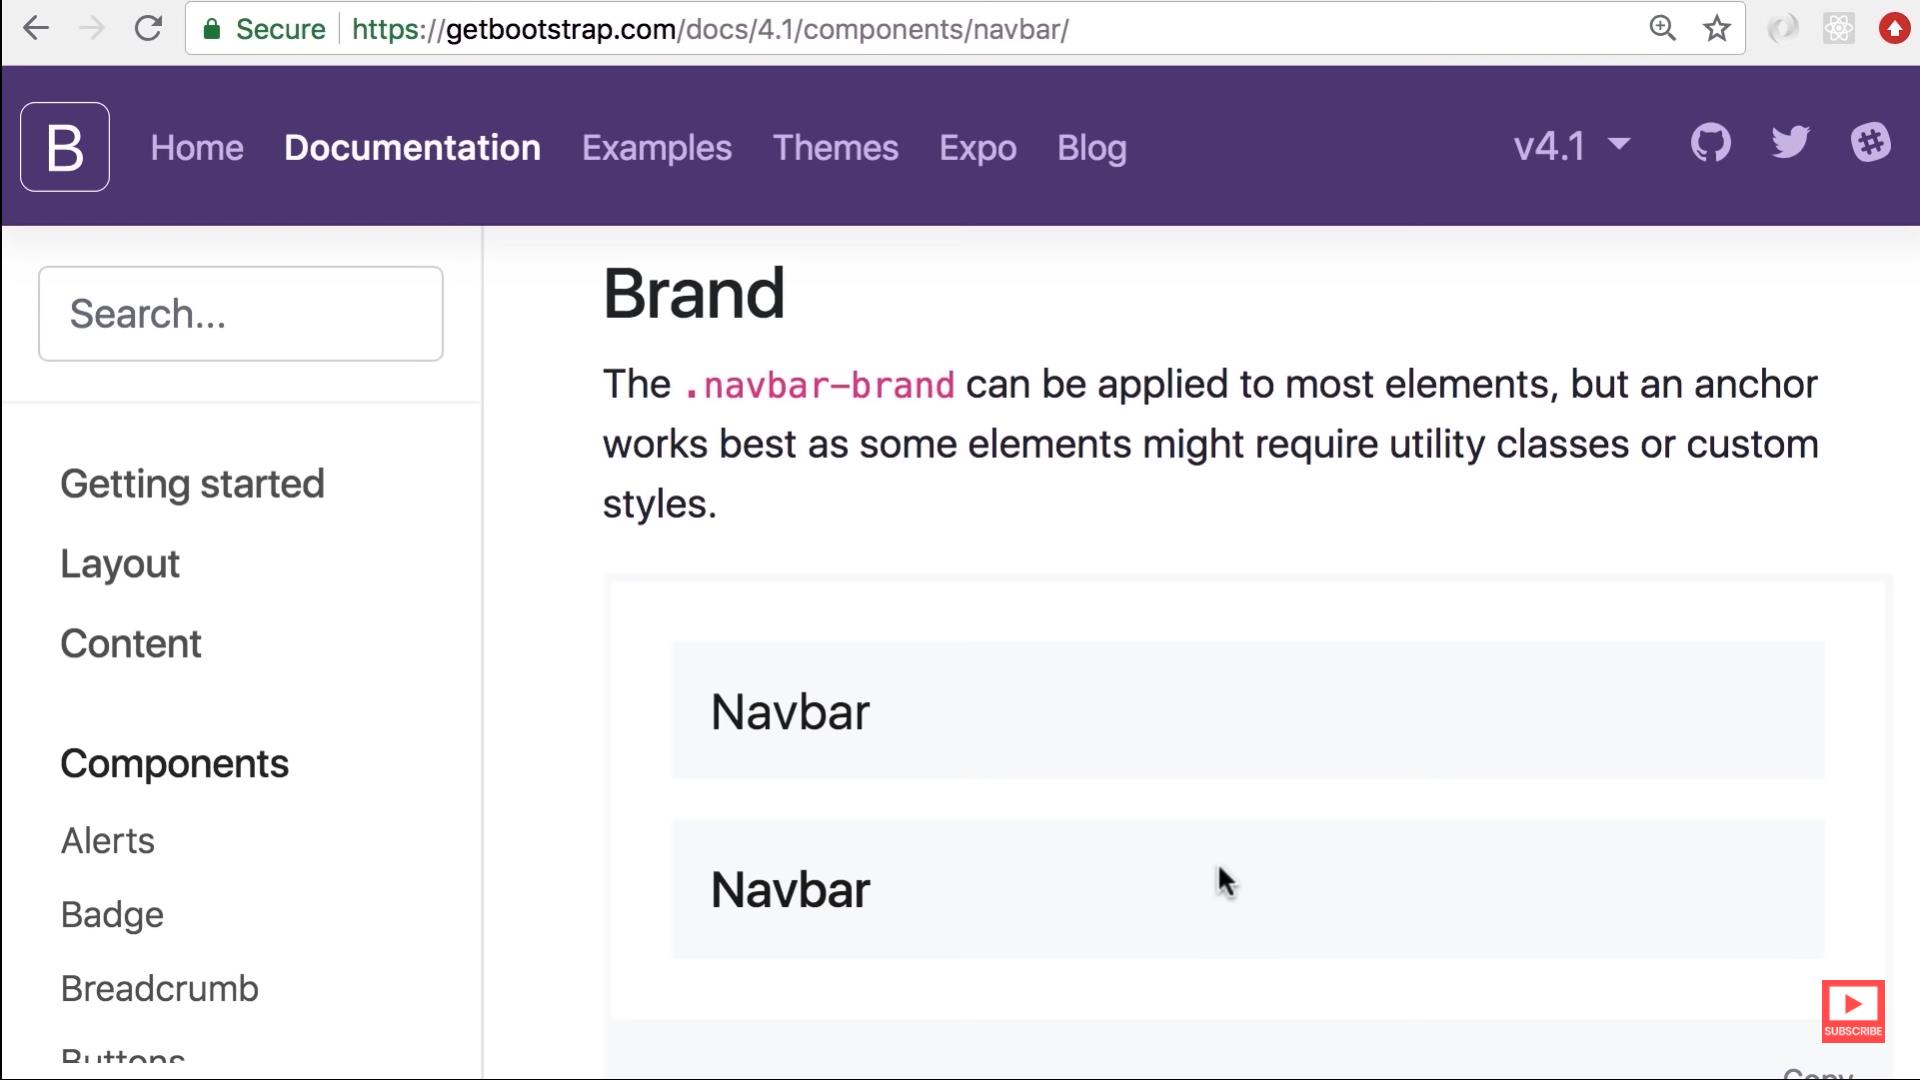 Secure https://getbootstrap.com/docs/4.1/components/navbar/
B Home Documentation Examples Themes Expo Blog v4.1
Search...
Getting started
Layout
Content
Components
Alerts
Badge
Breadcrumb
Buttons
Brand
The .navbar-brand can be applied to most elements, but an anchor
works best as some elements might require utility classes or custom
styles.
Navbar
Navbar
SUBSCRIBE
Copy